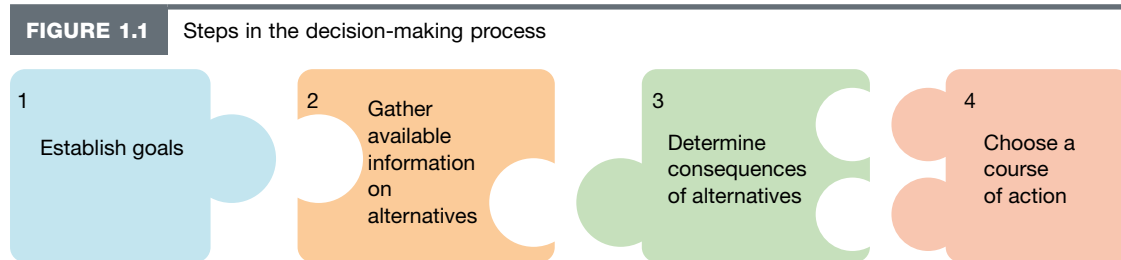 FIGURE 1.1 Steps in the decision-making process
1
Establish goals
2
Gather
available
information
on
alternatives
3
Determine
consequences
of alternatives
4
Choose a
course
of action